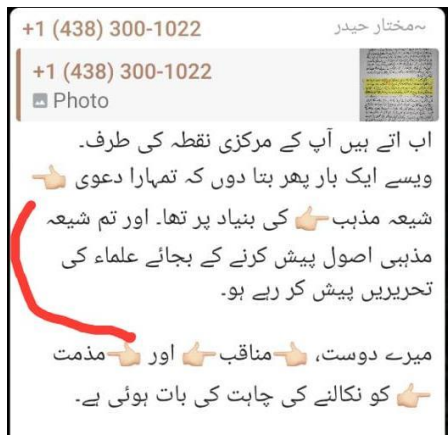 +1 (438) 300-1022 ~مختار حیدر
+1 (438) 300-1022
Photo
اب اتے ہیں آپ کے مرکزی نقطہ کی طرف۔
ویسے ایک بار پھر بتا دوں کہ تمہارا دعوی 👈🏻
شیعہ مذہب 👉🏻 کی بنیاد پر تھا۔ اور تم شیعہ
مذہبی اصول پیش کرنے کے بجائے علماء کی
تحریریں پیش کر رہے ہو۔
میرے دوست، 👈🏻 مناقب 👉🏻 اور 👈🏻 مذمت
👉🏻 کو نکالنے کی چاہت کی بات ہوئی ہے۔